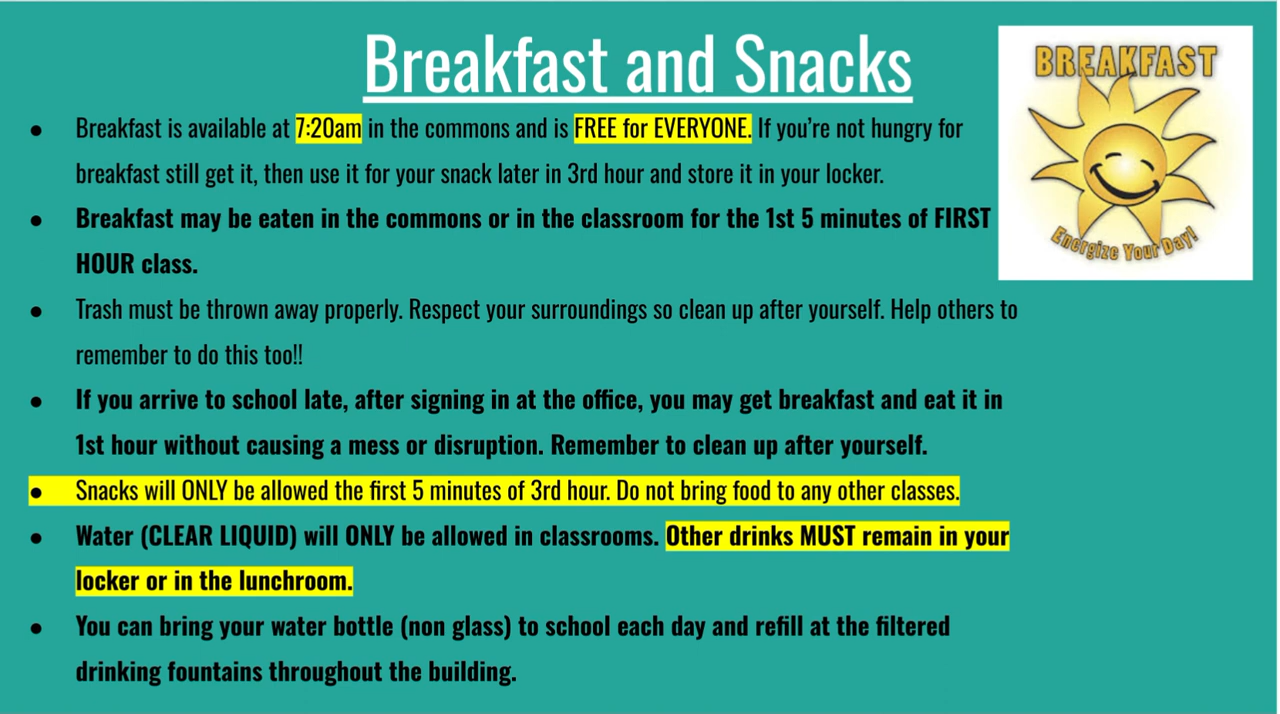 Breakfast and Snacks
BREAKFAST
Energize Your Day!
● Breakfast is available at 7:20am in the commons and is FREE for EVERYONE. If you're not hungry for
breakfast still get it, then use it for your snack later in 3rd hour and store it in your locker.
● Breakfast may be eaten in the commons or in the classroom for the 1st 5 minutes of FIRST
HOUR class.
● Trash must be thrown away properly. Respect your surroundings so clean up after yourself. Help others to
remember to do this too!!
● If you arrive to school late, after signing in at the office, you may get breakfast and eat it in
1st hour without causing a mess or disruption. Remember to clean up after yourself.
● Snacks will ONLY be allowed the first 5 minutes of 3rd hour. Do not bring food to any other classes.
● Water (CLEAR LIQUID) will ONLY be allowed in classrooms. Other drinks MUST remain in your
locker or in the lunchroom.
● You can bring your water bottle (non glass) to school each day and refill at the filtered
drinking fountains throughout the building.